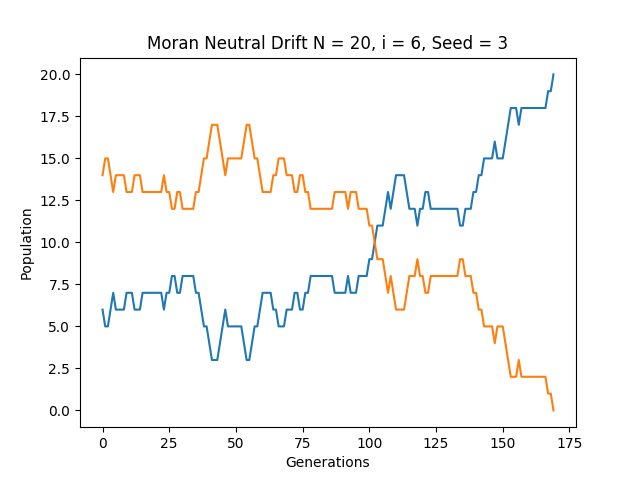 Moran Neutral Drift N = 20, i = 6, Seed = 3
20.0
17.5
15.0
12.5
10.0
7.5
5.0
2.5
0.0
Population
0 25 50 75 100 125 150 175
Generations